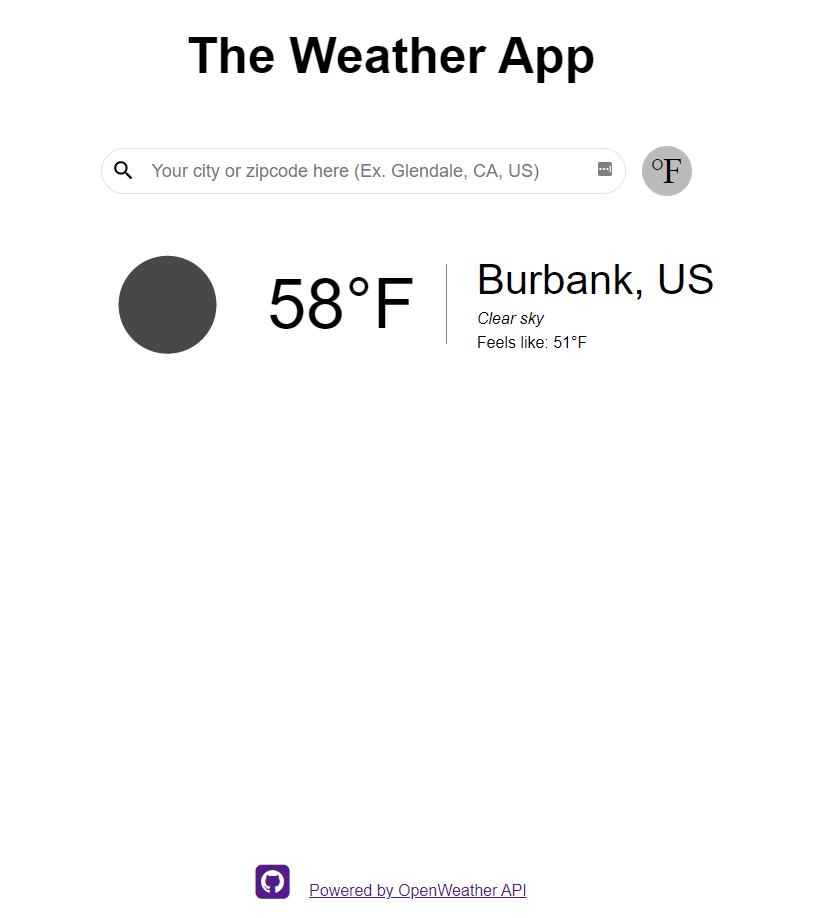 The Weather App
Your city or zipcode here (Ex. Glendale, CA, US)
°F
58°F
Burbank, US
Clear sky
Feels like: 51°F
Powered by OpenWeather API